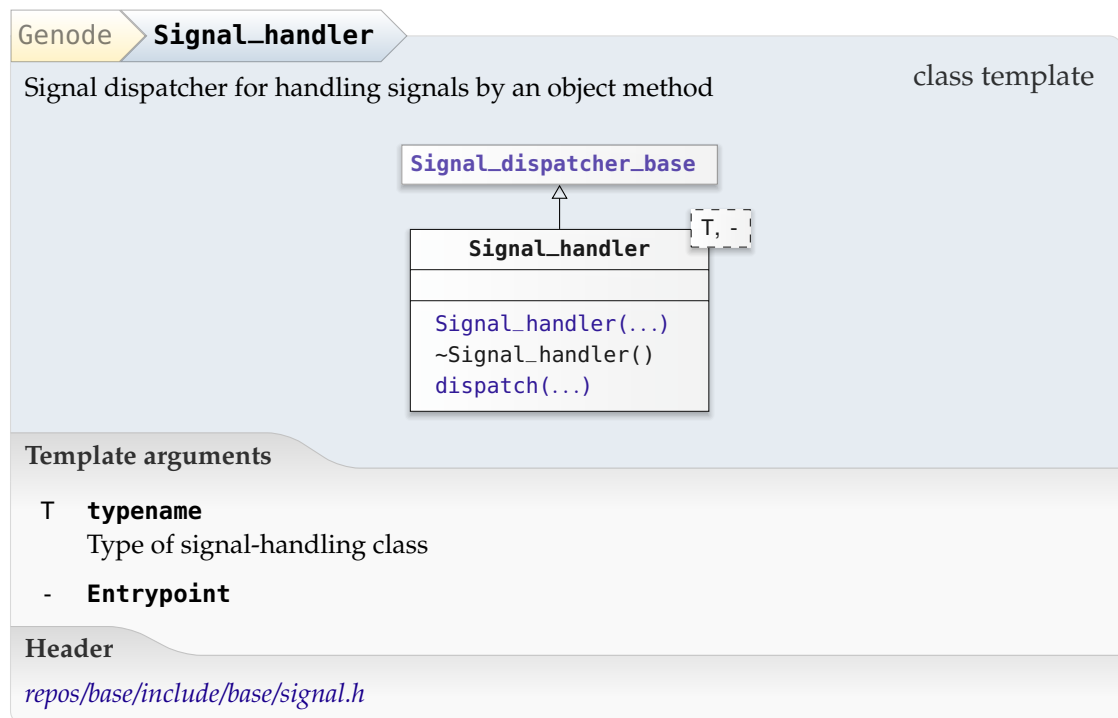 Genode Signal_handler
Signal dispatcher for handling signals by an object method
class template
Signal_dispatcher_base
T, -
Signal_handler
Signal_handler(...)
~Signal_handler()
dispatch(...)
Template arguments
T typename
Type of signal-handling class
- Entrypoint
Header
repos/base/include/base/signal.h